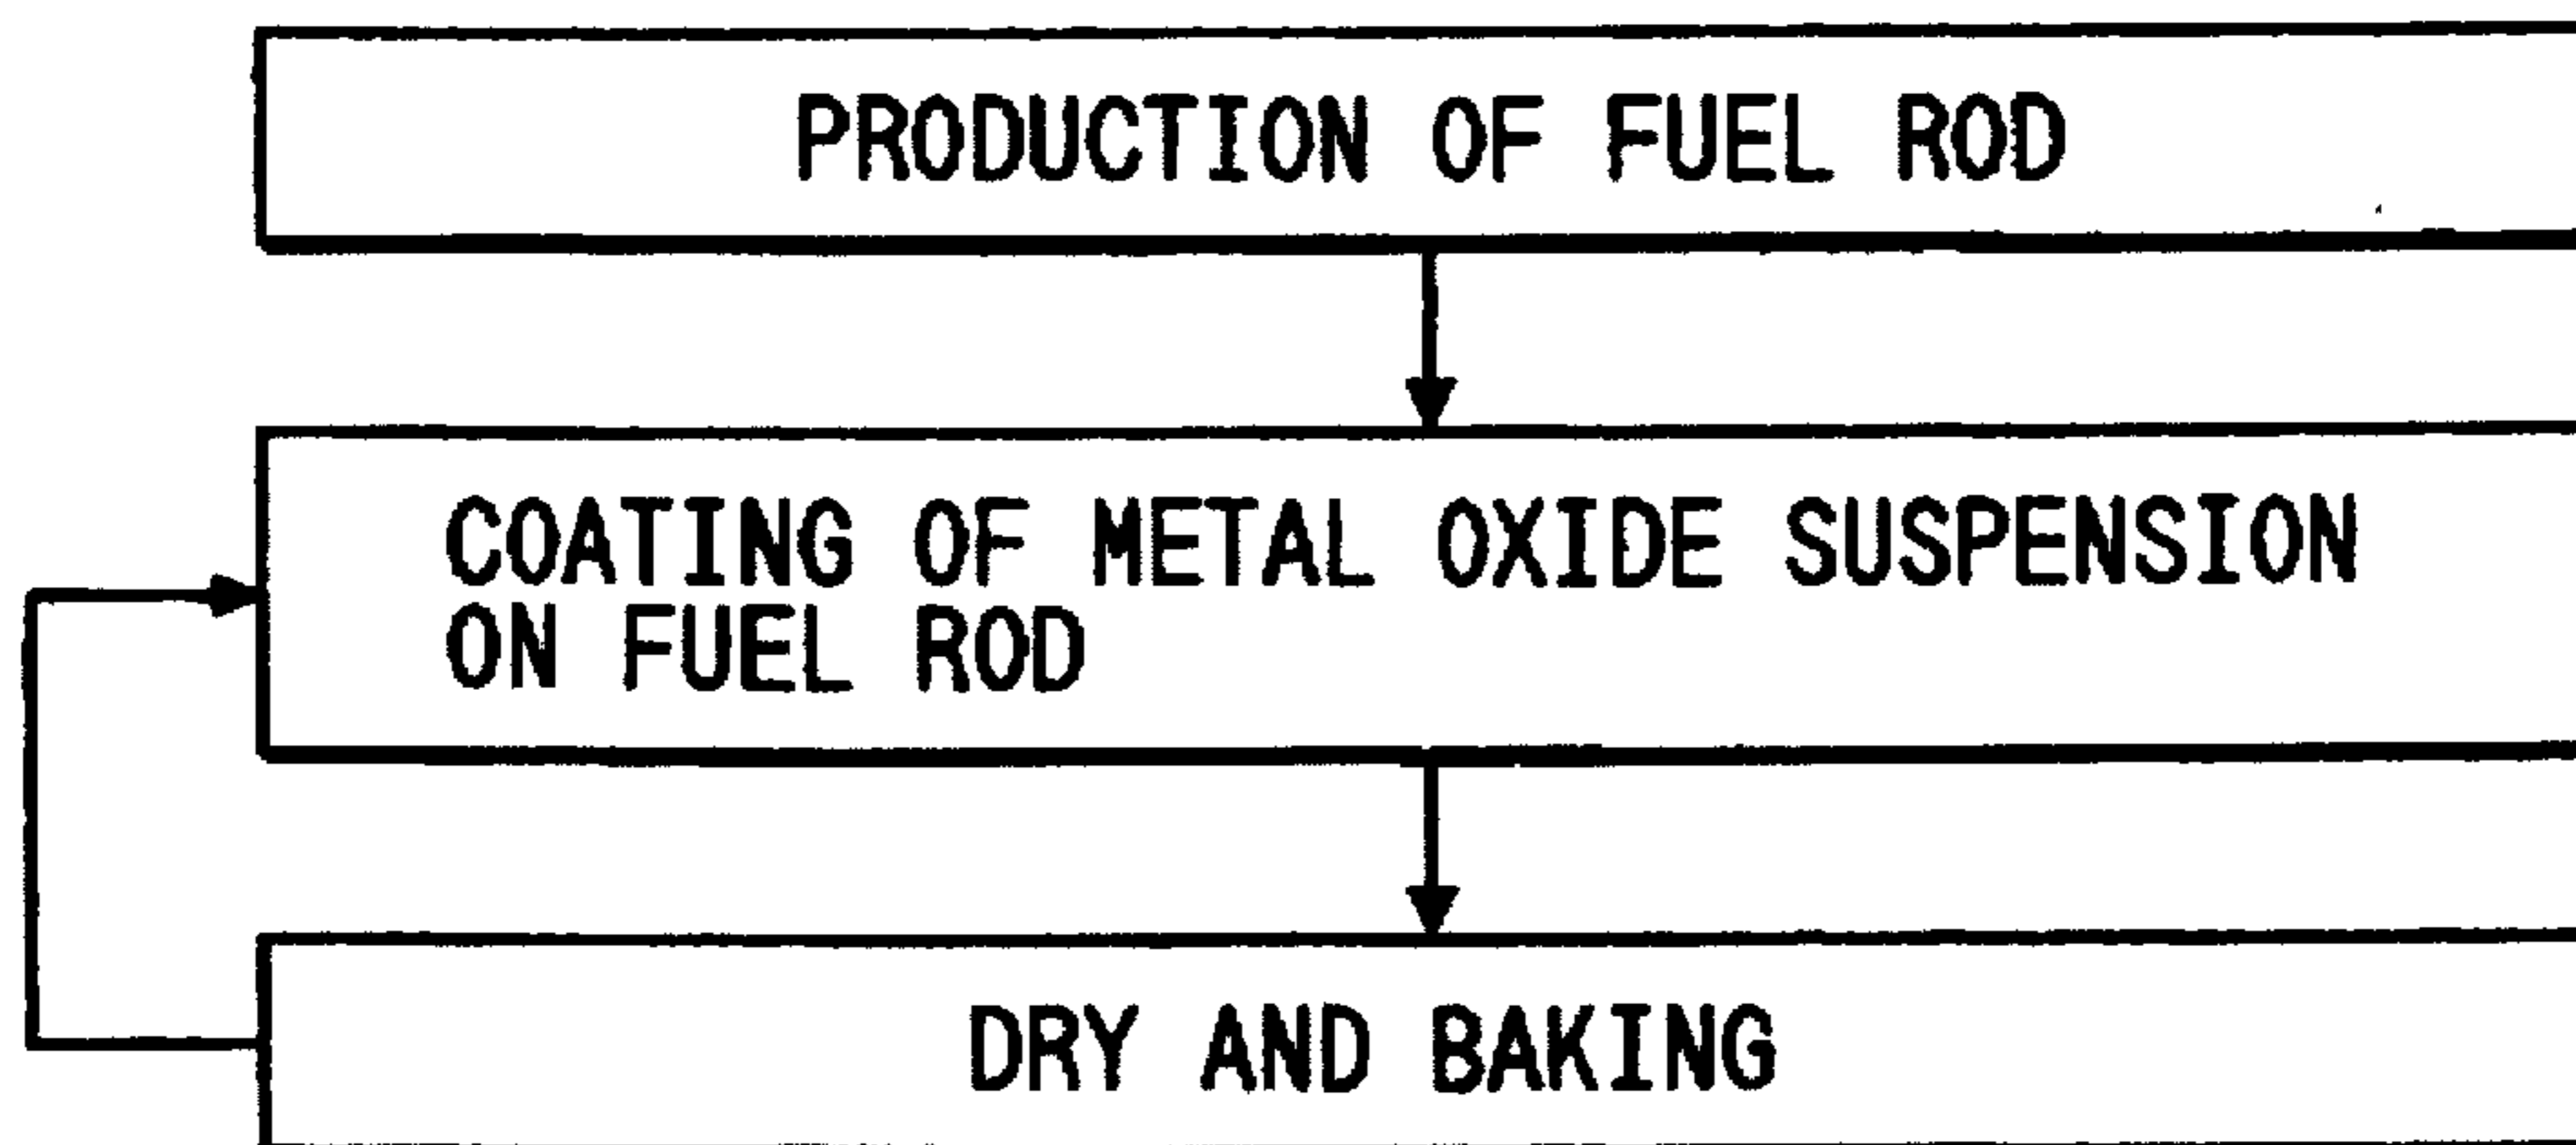 PRODUCTION OF FUEL ROD
COATING OF METAL OXIDE SUSPENSION
ON FUEL ROD
DRY AND BAKING